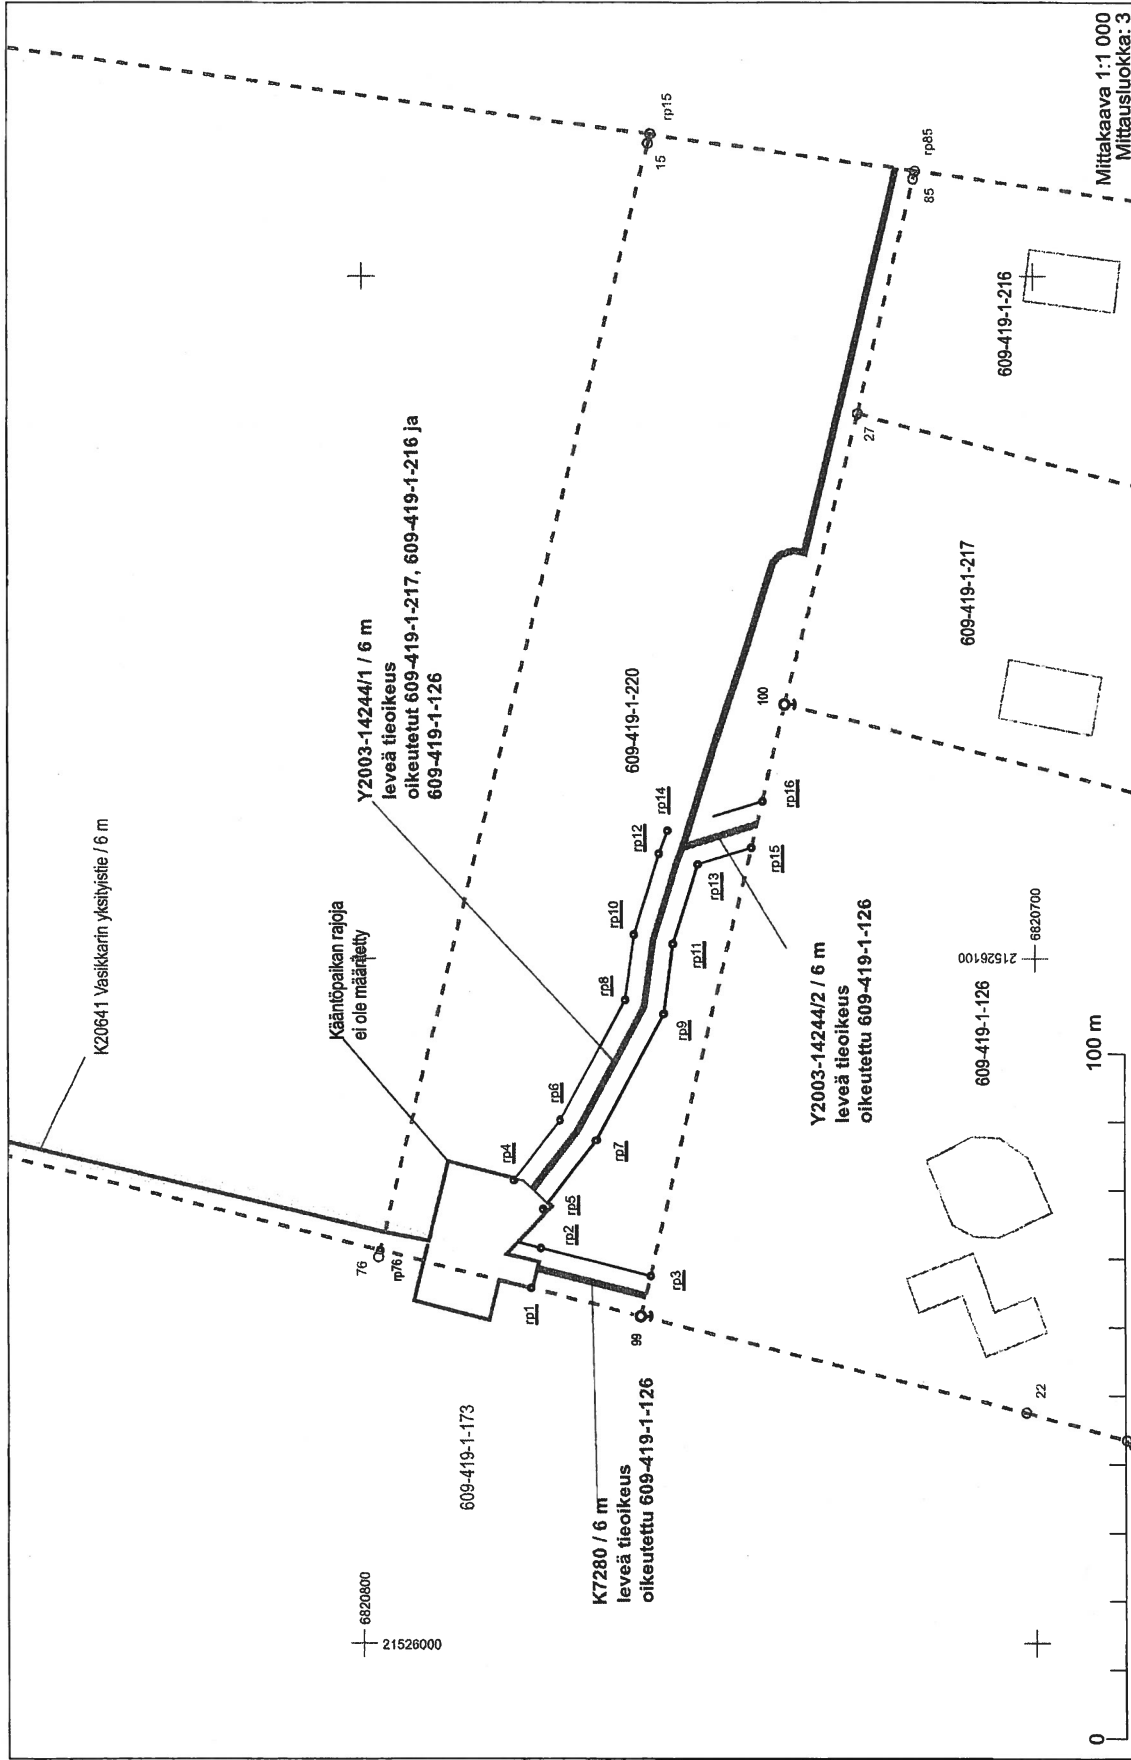 K20641 Vasikkarin yksityistie / 6 m
Kääntöpaikan rajoja
ei ole määritetty
Y2003-14244/1 / 6 m
leveä tieoikeus
oikeutetut 609-419-1-217, 609-419-1-216 ja
609-419-1-126
15
rp15
76
rp76
6820800
21526000
609-419-1-173
rp4
rp6
rp8
rp10
rp12
rp14
609-419-1-220
rp1
rp2
rp5
rp7
rp9
rp11
rp13
rp15
rp16
rp3
99
100
27
85
rp85
K7280 / 6 m
leveä tieoikeus
oikeutettu 609-419-1-126
Y2003-14244/2 / 6 m
leveä tieoikeus
oikeutettu 609-419-1-126
609-419-1-217
609-419-1-216
609-419-1-126
21526100
6820700
22
0
100 m
Mittakaava 1:1 000
Mittausluokka: 3